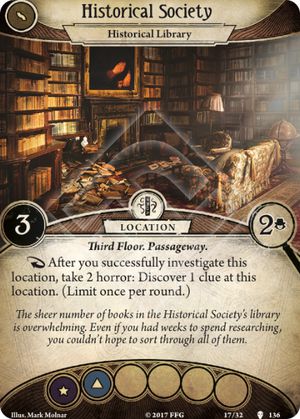 Historical Society
Historical Library
3
LOCATION
2
Third Floor. Passageway.
After you successfully investigate this
location, take 2 horror: Discover 1 clue at this
location. (Limit once per round.)
The sheer number of books in the Historical Society's library
is overwhelming. Even if you had weeks to spend researching,
you couldn't hope to sort through all of them.
Illus. Mark Molnar
© 2017 FFG
17/32
136